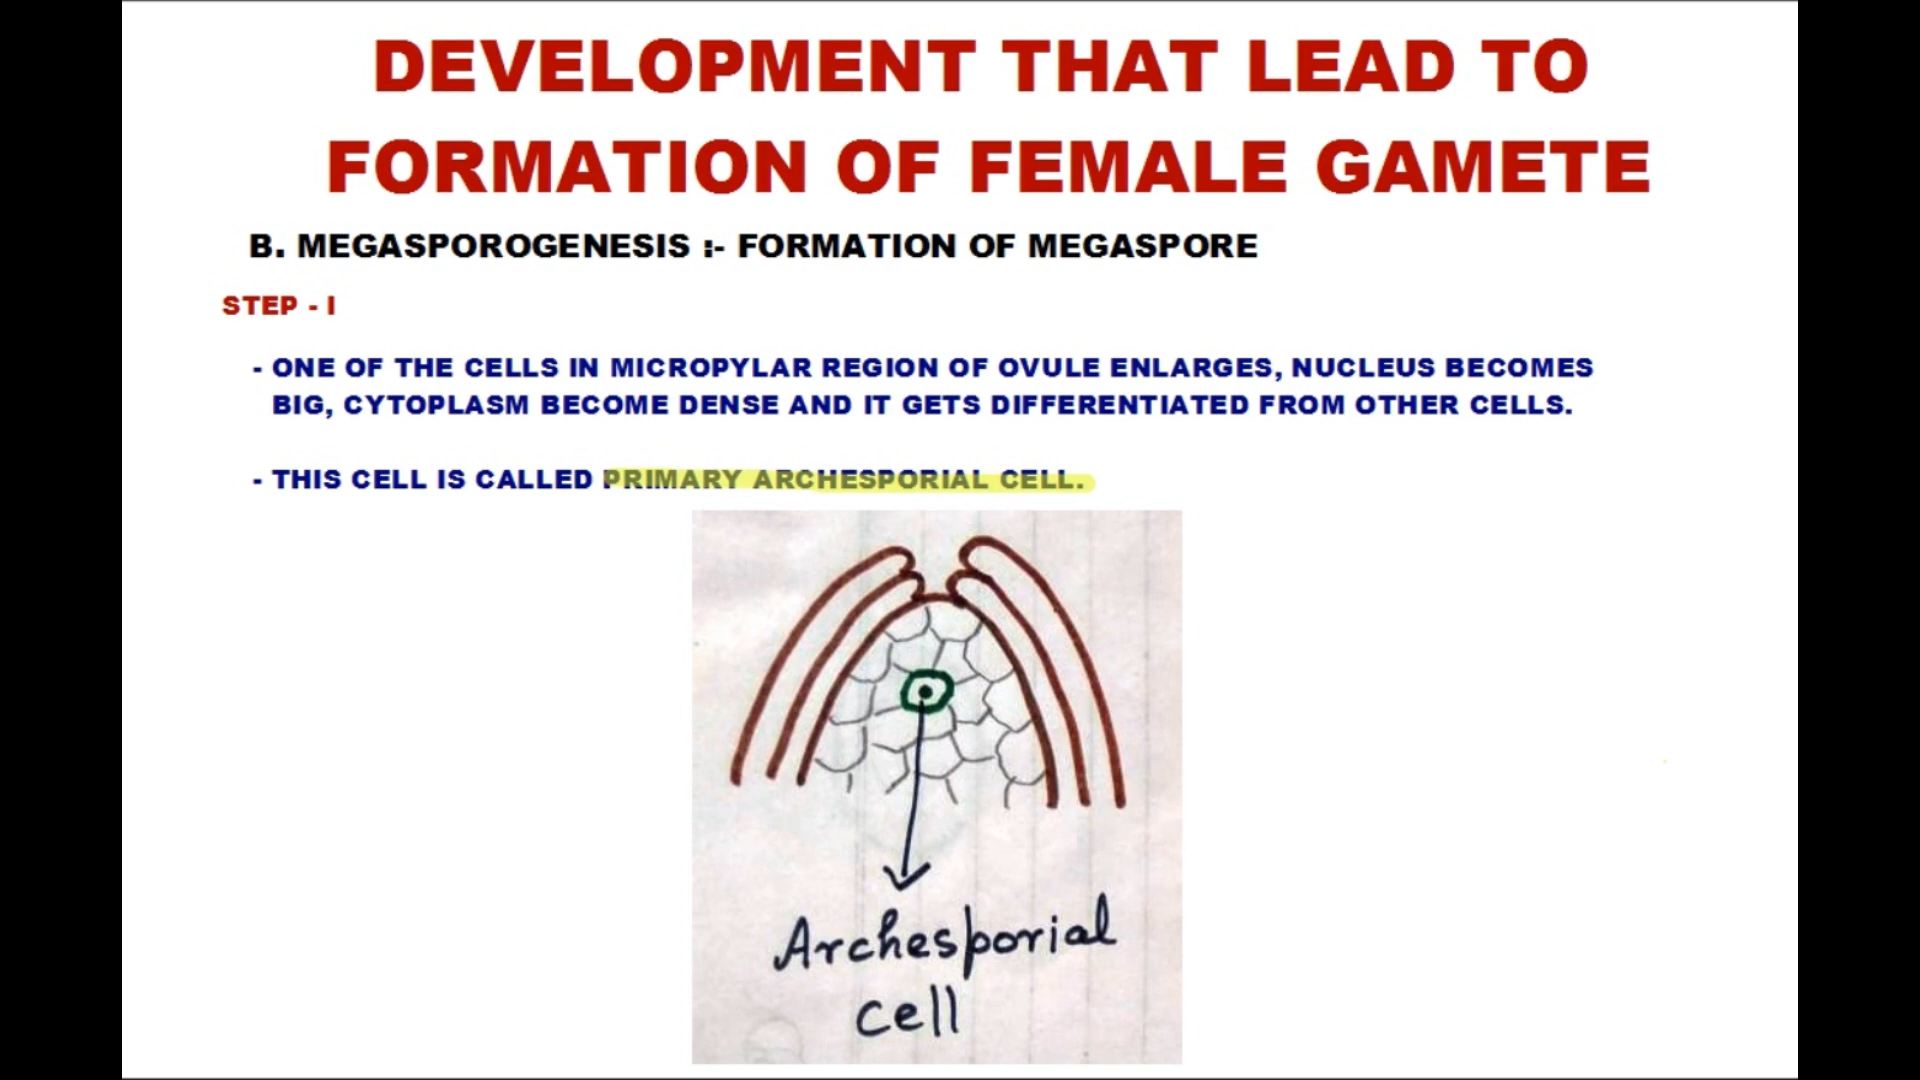 DEVELOPMENT THAT LEAD TO
FORMATION OF FEMALE GAMETE
B. MEGASPOROGENESIS :- FORMATION OF MEGASPORE
STEP - I
- ONE OF THE CELLS IN MICROPYLAR REGION OF OVULE ENLARGES, NUCLEUS BECOMES
BIG, CYTOPLASM BECOME DENSE AND IT GETS DIFFERENTIATED FROM OTHER CELLS.
- THIS CELL IS CALLED PRIMARY ARCHESPORIAL CELL.
Archesporial
cell